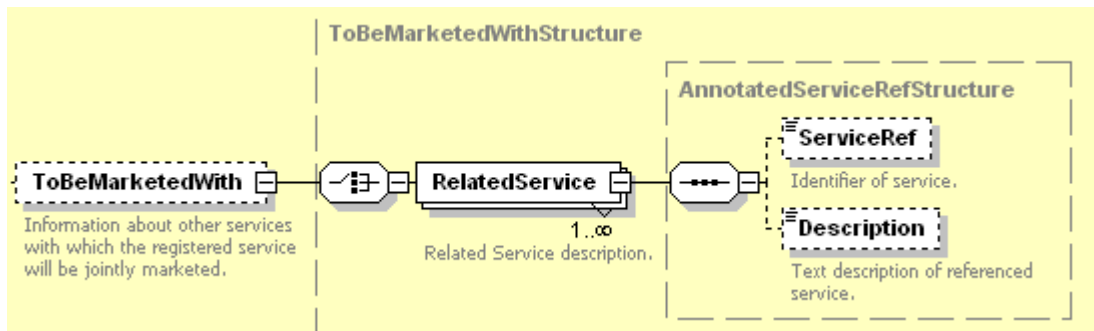 ToBeMarketedWithStructure
AnnotatedServiceRefStructure
ServiceRef
Identifier of service.
ToBeMarketedWith
RelatedService
1..∞
Information about other services
with which the registered service
will be jointly marketed.
Related Service description.
Description
Text description of referenced
service.